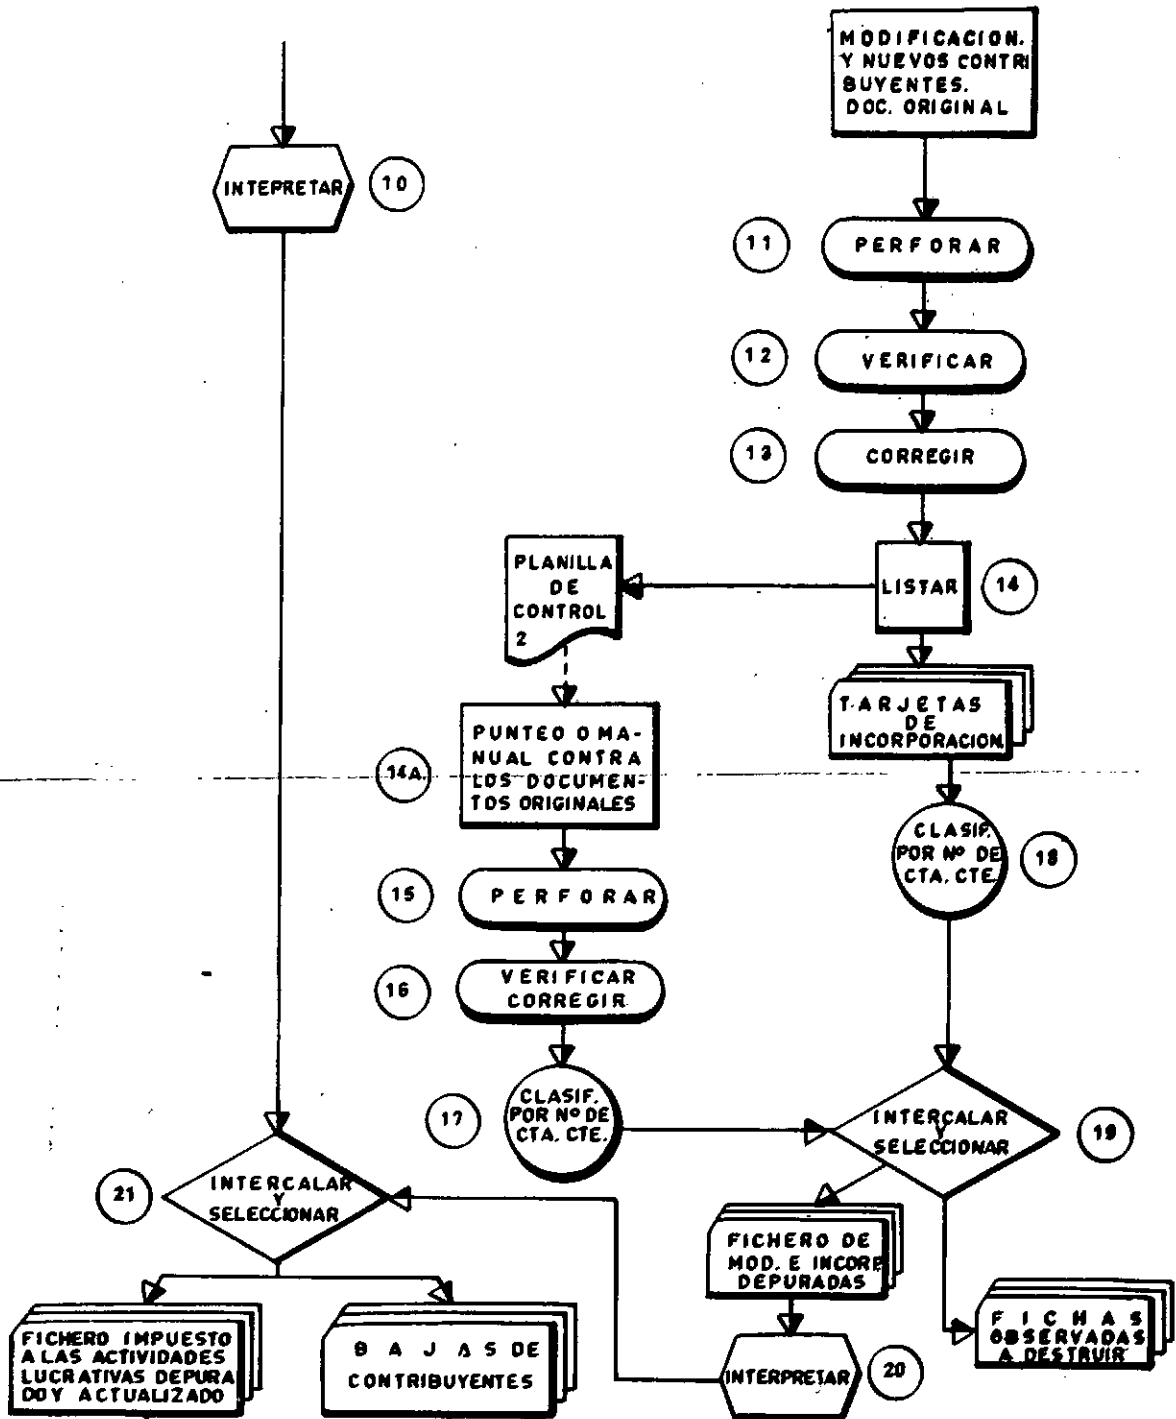 MODIFICACION.
Y NUEVOS CONTRI
BUYENTES.
DOC. ORIGINAL
INTEPRETAR
10
11
PERFORAR
12
VERIFICAR
13
CORREGIR
PLANILLA
DE
CONTROL
2
LISTAR
14
TARJETAS
DE
INCORPORACION
14A
PUNTEO O MA-
NUAL CONTRA
LOS DOCUMEN-
TOS ORIGINALES
CLASIF.
POR Nº DE
CTA. CTE.
18
15
PERFORAR
16
VERIFICAR
CORREGIR
17
CLASIF.
POR Nº DE
CTA. CTE.
INTERCALAR
Y
SELECCIONAR
19
21
INTERCALAR
Y
SELECCIONAR
FICHERO DE
MOD. E INCORP
DEPURADAS
FICHERO IMPUESTO
A LAS ACTIVIDADES
LUCRATIVAS DEPURA
DO Y ACTUALIZADO
BAJAS DE
CONTRIBUYENTES
INTERPRETAR
20
FICHAS
OBSERVADAS
A DESTRUIR